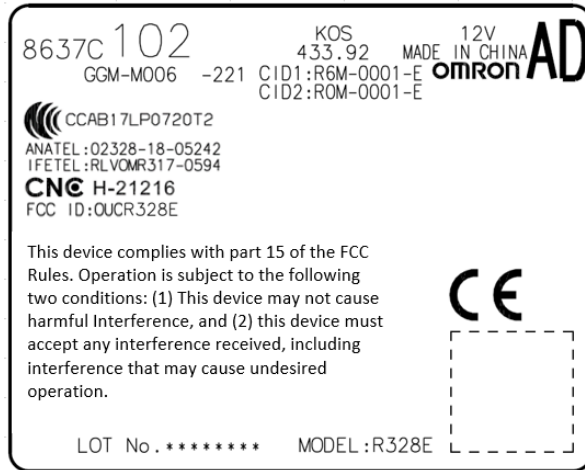 8637C 102 KOS 12V AD
433.92 MADE IN CHINA
GGM-M006 -221 CID1:R6M-0001-E OMRON
CID2:R0M-0001-E
CCAB17LP0720T2
ANATEL:02328-18-05242
IFETEL:RLVOMR317-0594
CNC H-21216
FCC ID:OUCR328E
This device complies with part 15 of the FCC
Rules. Operation is subject to the following
two conditions: (1) This device may not cause
harmful Interference, and (2) this device must
accept any interference received, including
interference that may cause undesired
operation.
CE
LOT No.******** MODEL:R328E